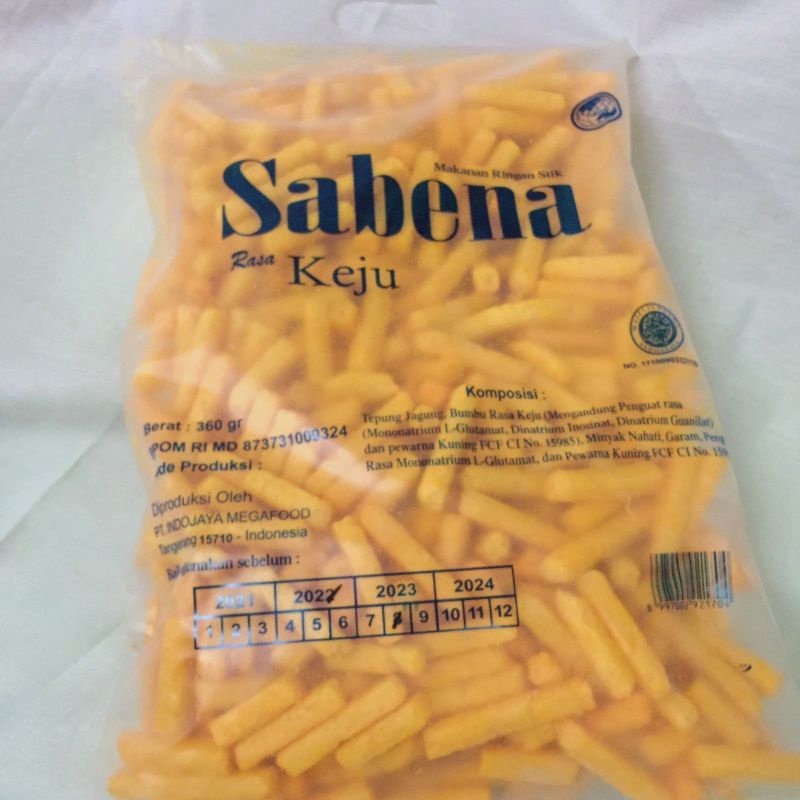 Makanan Ringan Stik
Sabena
Rasa Keju
Komposisi :
Tepung Jagung, Bumbu Rasa Keju (Mengandung Penguat rasa
(Mononatrium L-Glutamat, Dinatrium Inosinat, Dinatrium Guanilat)
dan pewarna Kuning FCF CI No. 15985), Minyak Nabati, Garam,
Rasa Mononatrium L-Glutamat, dan Pewarna Kuning FCF CI No.
Berat : 360 gr
POM RI MD 873731009324
Produksi :
Diproduksi Oleh
PT. INDOJAYA MEGAFOOD
Tangerang 15710 - Indonesia
sebelum :
2021 2022 2023 2024
1 2 3 4 5 6 7 8 9 10 11 12
8 997002 921704